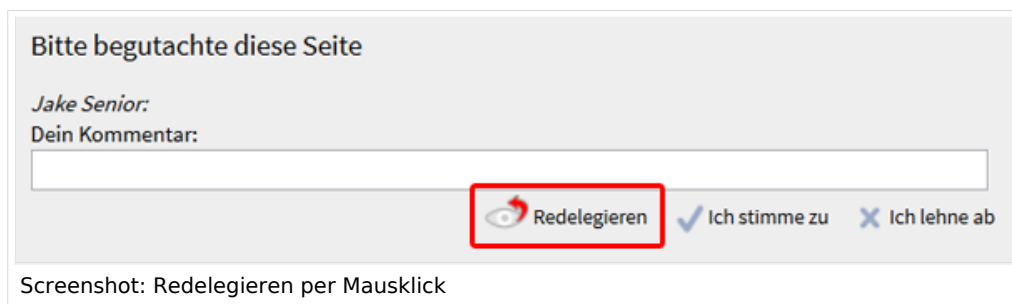 Bitte begutachte diese Seite
Jake Senior:
Dein Kommentar:
Redelegieren Ich stimme zu Ich lehne ab
Screenshot: Redelegieren per Mausklick